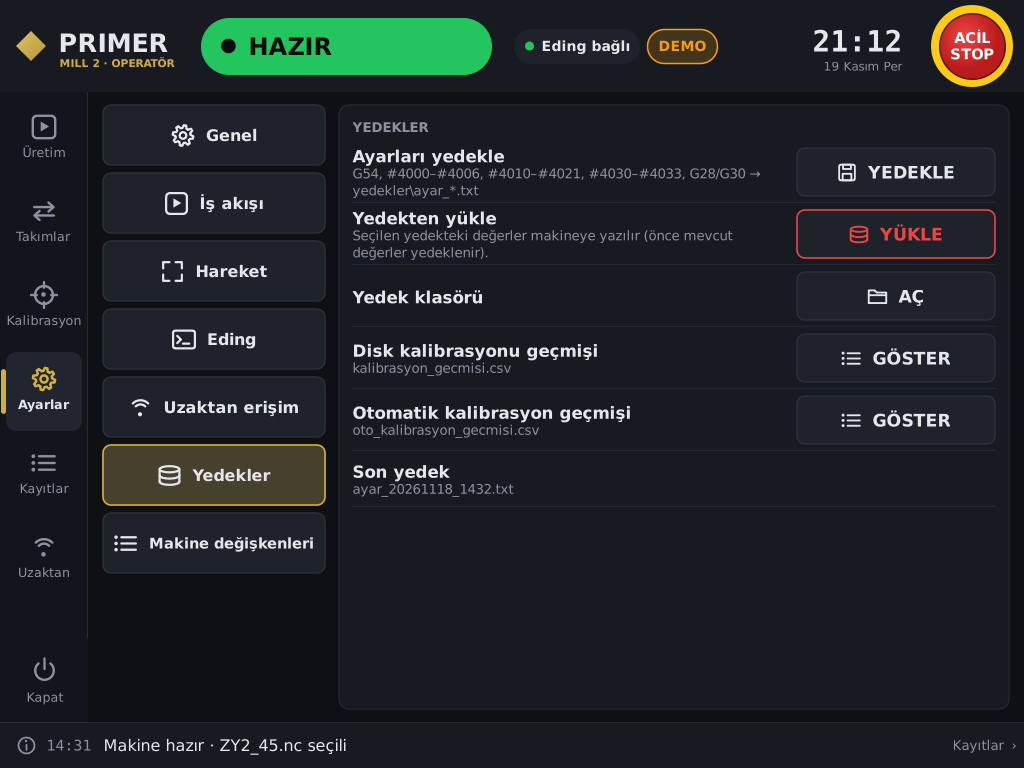 PRIMER
MILL 2 · OPERATÖR
HAZIR
Eding bağlı
DEMO
21:12
19 Kasım Per
ACİL
STOP
Üretim
Takımlar
Kalibrasyon
Ayarlar
Kayıtlar
Uzaktan
Kapat
Genel
İş akışı
Hareket
Eding
Uzaktan erişim
Yedekler
Makine değişkenleri
YEDEKLER
Ayarları yedekle
G54, #4000–#4006, #4010–#4021, #4030–#4033, G28/G30 →
yedekler\ayar_*.txt
YEDEKLE
Yedekten yükle
Seçilen yedekteki değerler makineye yazılır (önce mevcut
değerler yedeklenir).
YÜKLE
Yedek klasörü
AÇ
Disk kalibrasyonu geçmişi
kalibrasyon_gecmisi.csv
GÖSTER
Otomatik kalibrasyon geçmişi
oto_kalibrasyon_gecmisi.csv
GÖSTER
Son yedek
ayar_20261118_1432.txt
14:31 Makine hazır · ZY2_45.nc seçili
Kayıtlar ›